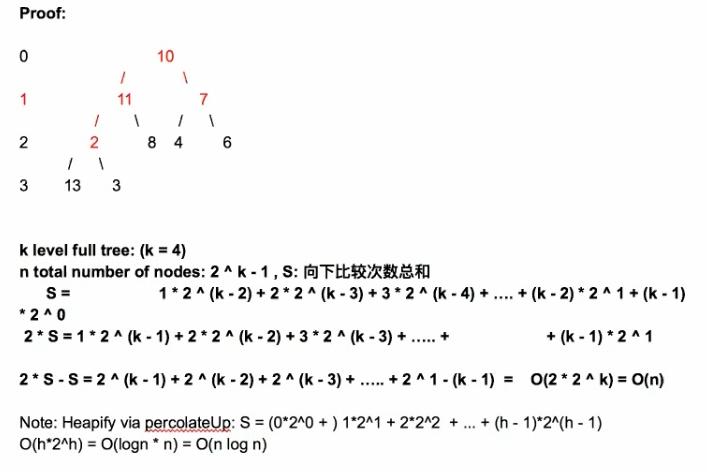 Proof:
0 10
/ \
1 11 7
/ \ / \
2 2 8 4 6
/ \
3 13 3
k level full tree: (k = 4)
n total number of nodes: 2 ^ k - 1 , S: 向下比较次数总和
S = 1 * 2 ^ (k - 2) + 2 * 2 ^ (k - 3) + 3 * 2 ^ (k - 4) + .... + (k - 2) * 2 ^ 1 + (k - 1)
* 2 ^ 0
2 * S = 1 * 2 ^ (k - 1) + 2 * 2 ^ (k - 2) + 3 * 2 ^ (k - 3) + ..... + + (k - 1) * 2 ^ 1
2 * S - S = 2 ^ (k - 1) + 2 ^ (k - 2) + 2 ^ (k - 3) + ..... + 2 ^ 1 - (k - 1) = O(2 * 2 ^ k) = O(n)
Note: Heapify via percolateUp: S = (0*2^0 + ) 1*2^1 + 2*2^2 + ... + (h - 1)*2^(h - 1)
O(h*2^h) = O(logn * n) = O(n log n)